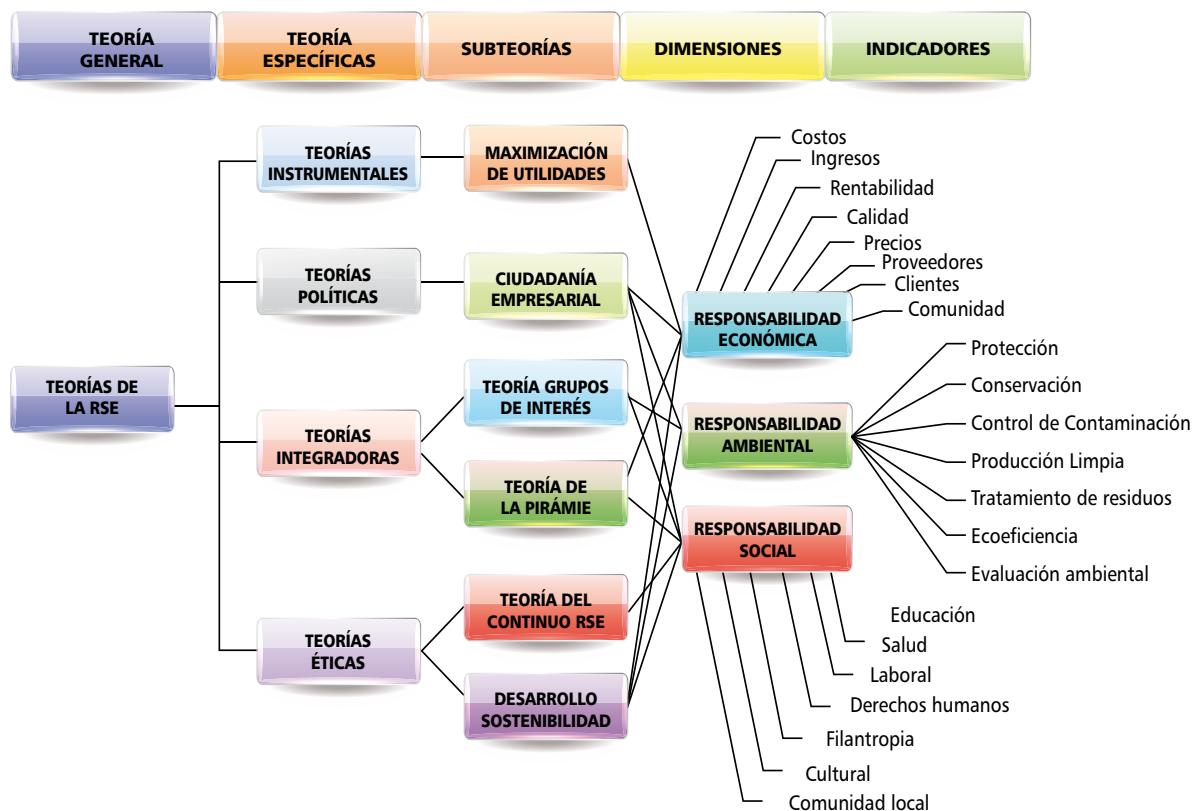 TEORÍA
GENERAL
TEORÍA
ESPECÍFICAS
SUBTEORÍAS
DIMENSIONES
INDICADORES
TEORÍAS DE
LA RSE
TEORÍAS
INSTRUMENTALES
TEORÍAS
POLÍTICAS
TEORÍAS
INTEGRADORAS
TEORÍAS
ÉTICAS
MAXIMIZACIÓN
DE UTILIDADES
CIUDADANÍA
EMPRESARIAL
TEORÍA GRUPOS
DE INTERÉS
TEORÍA DE
LA PIRÁMIE
TEORÍA DEL
CONTINUO RSE
DESARROLLO
SOSTENIBILIDAD
RESPONSABILIDAD
ECONÓMICA
RESPONSABILIDAD
AMBIENTAL
RESPONSABILIDAD
SOCIAL
Costos
Ingresos
Rentabilidad
Calidad
Precios
Proveedores
Clientes
Comunidad
Protección
Conservación
Control de Contaminación
Producción Limpia
Tratamiento de residuos
Ecoeficiencia
Evaluación ambiental
Educación
Salud
Laboral
Derechos humanos
Filantropia
Cultural
Comunidad local